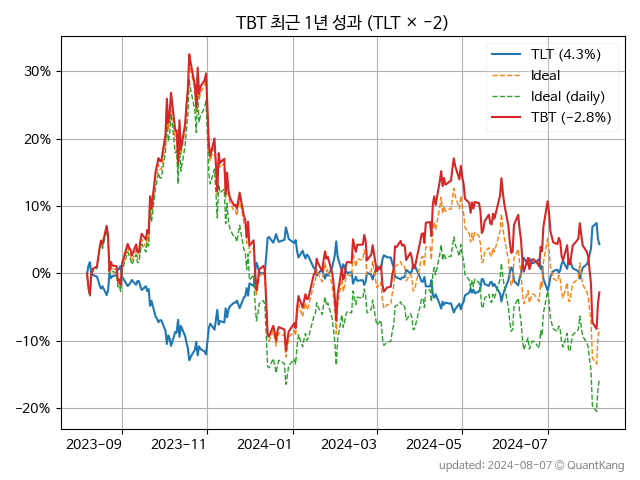 TBT 최근 1년 성과 (TLT × −2)
TLT (4.3%)
Ideal
Ideal (daily)
TBT (−2.8%)
30%
20%
10%
0%
−10%
−20%
2023-09 2023-11 2024-01 2024-03 2024-05 2024-07
updated: 2024-08-07 © QuantKang